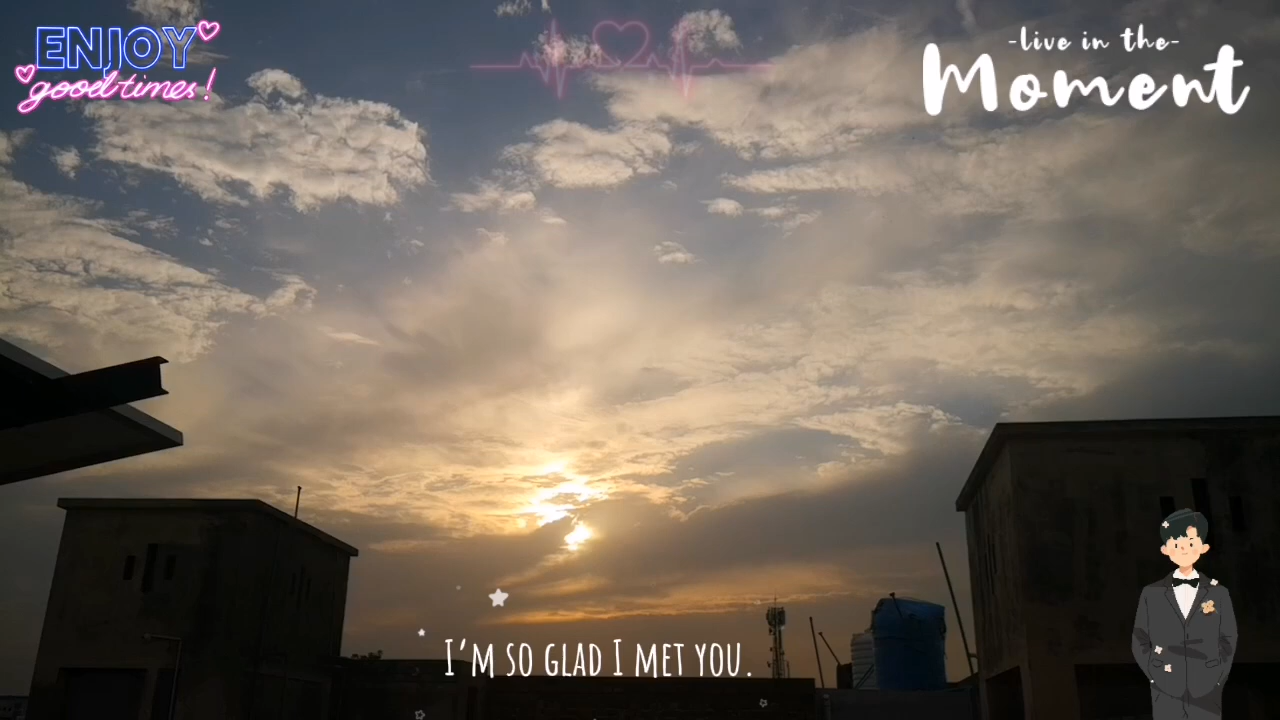 ENJOY
good times!
-live in the-
Moment
I'M SO GLAD I MET YOU.